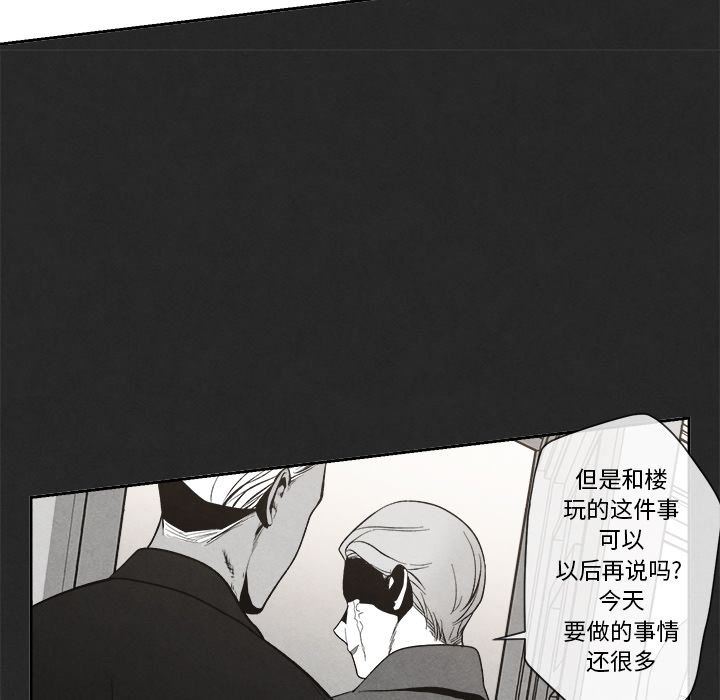 但是和楼
玩的这件事
可以
以后再说吗?
今天
要做的事情
还很多